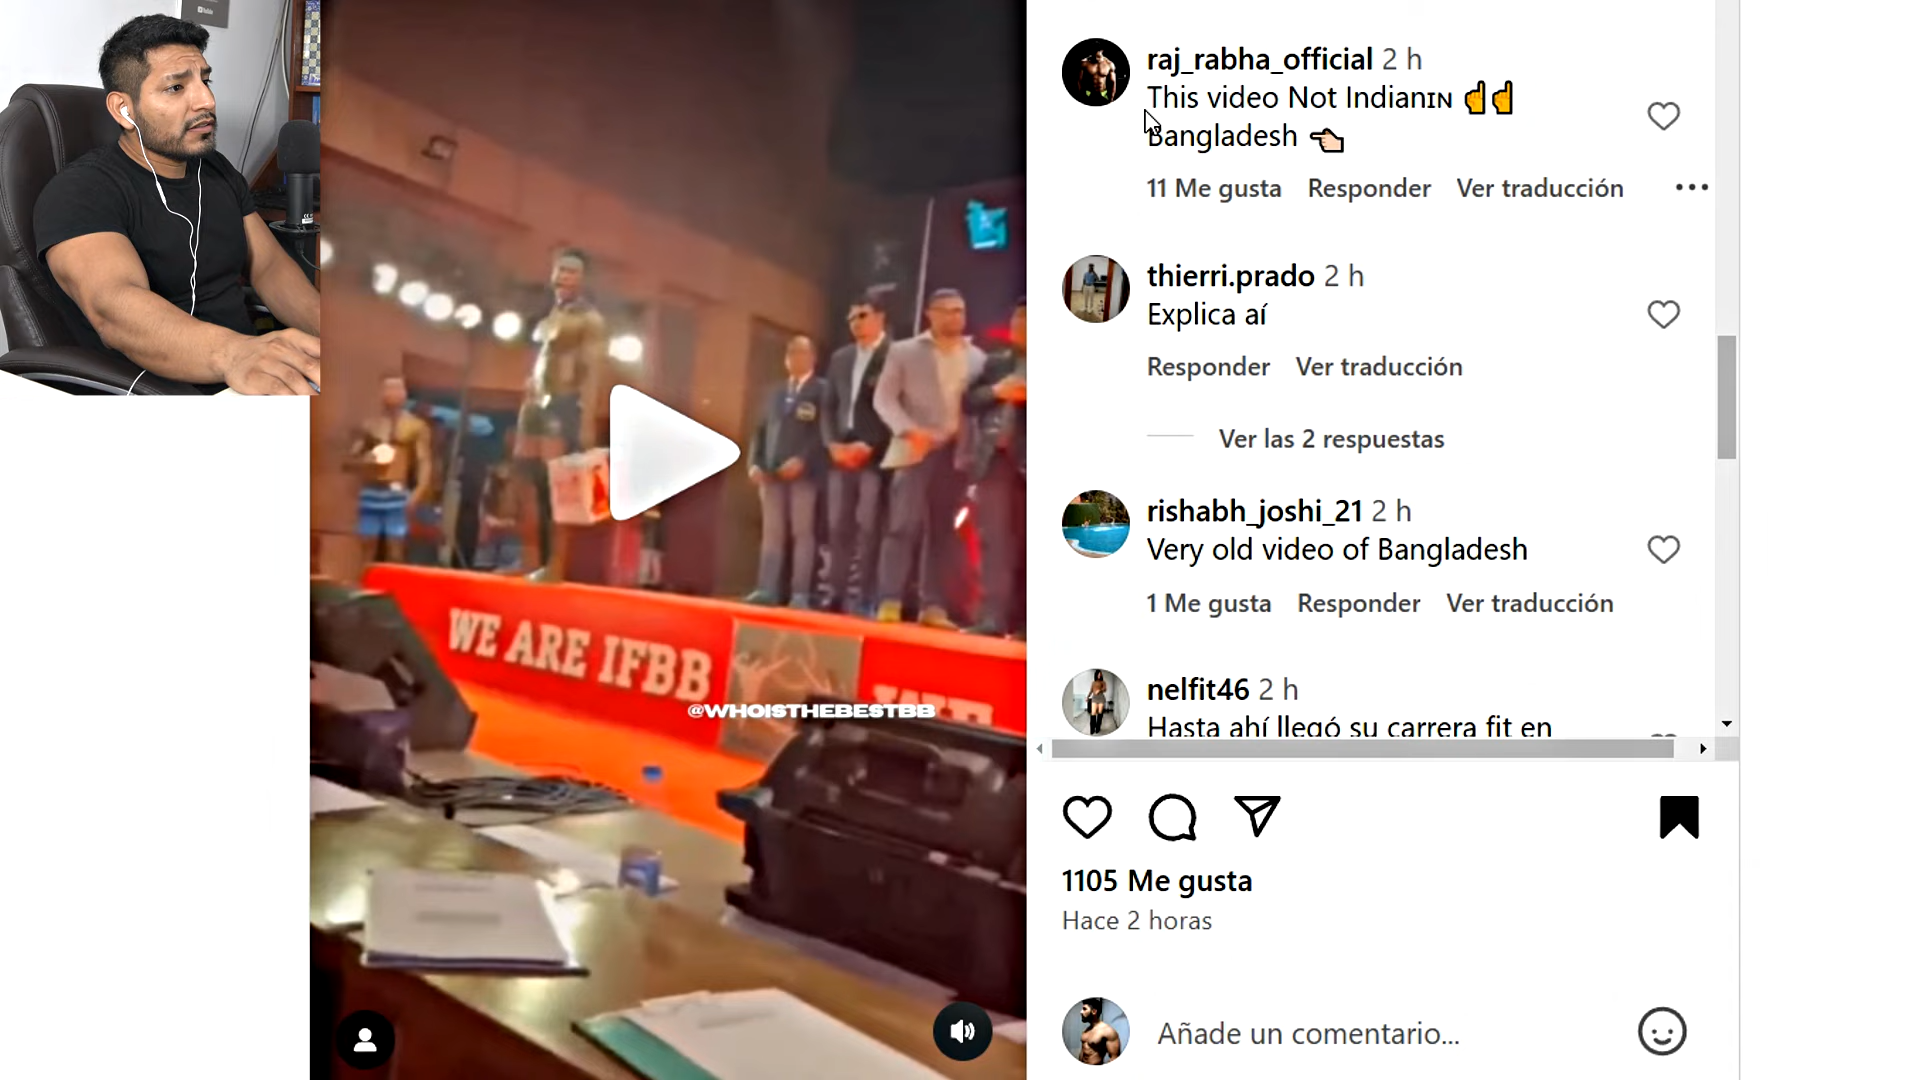 raj_rabha_official 2 h
This video Not Indian🇮🇳 ☝️☝️
Bangladesh 👈🏻
11 Me gusta Responder Ver traducción
thierri.prado 2 h
Explica aí
Responder Ver traducción
Ver las 2 respuestas
rishabh_joshi_21 2 h
Very old video of Bangladesh
1 Me gusta Responder Ver traducción
nelfit46 2 h
Hasta ahí llegó su carrera fit en
WE ARE IFBB
@WHOISTHEBESTBB
1105 Me gusta
Hace 2 horas
Añade un comentario...